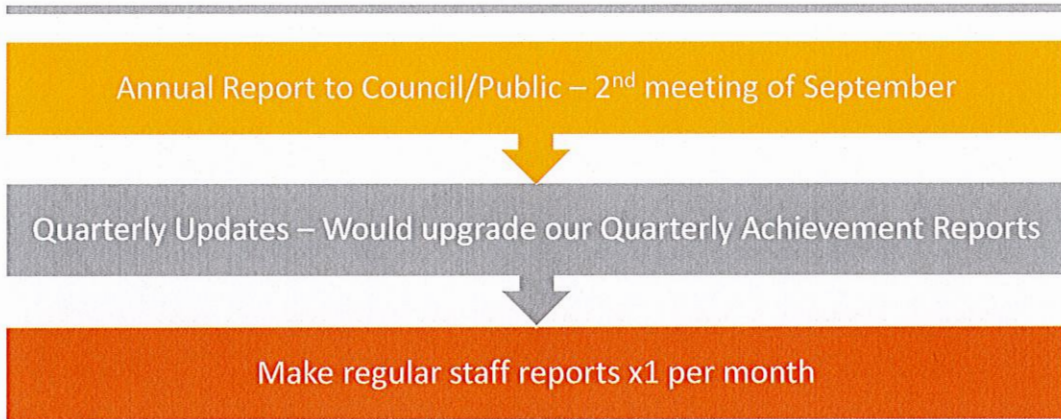 Annual Report to Council/Public – 2nd meeting of September
Quarterly Updates – Would upgrade our Quarterly Achievement Reports
Make regular staff reports x1 per month